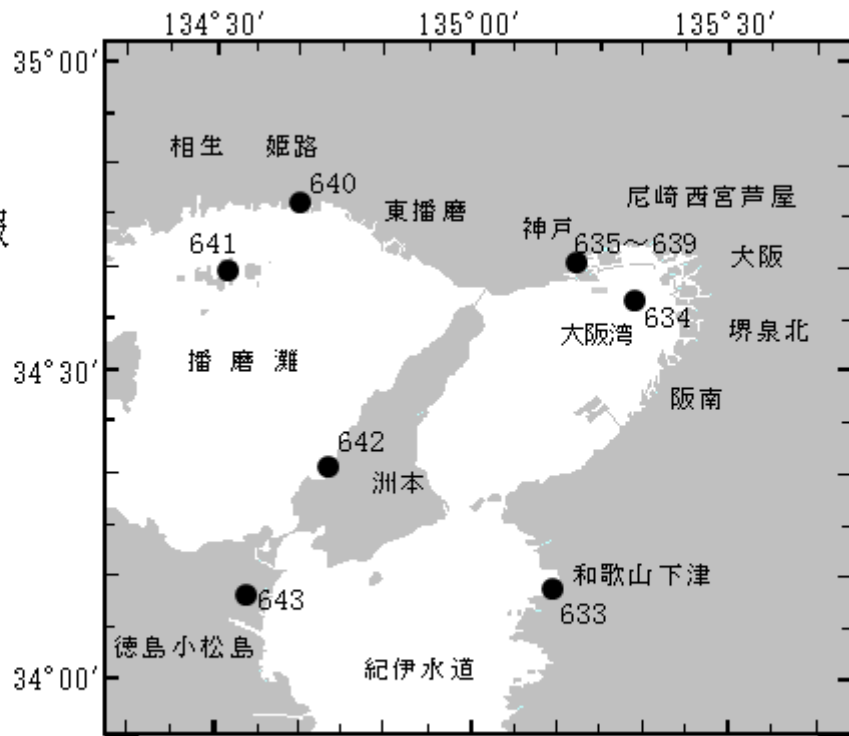 134°30′ 135°00′ 135°30′
35°00′
相生 姫路
640
東播磨
尼崎西宮芦屋
神戸
635～639
641
大阪
634
大阪湾
堺泉北
播磨灘
34°30′
阪南
642
洲本
和歌山下津
643
633
徳島小松島
紀伊水道
34°00′